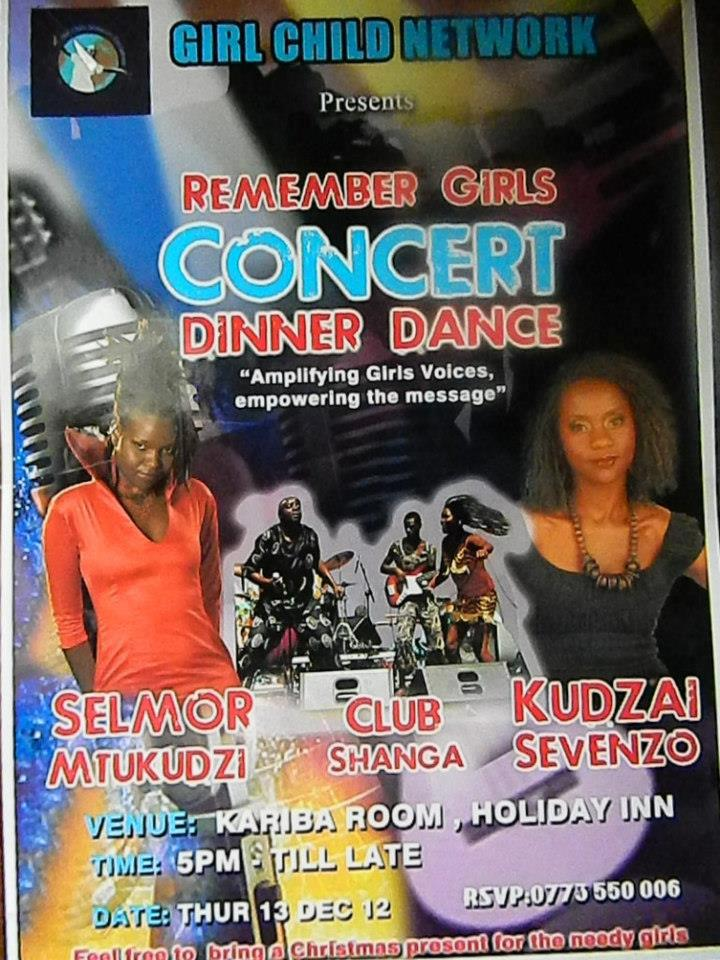 GIRL CHILD NETWORK
Presents
REMEMBER GIRLS
CONCERT
DINNER DANCE
"Amplifying Girls Voices,
empowering the message"
SELMOR
MTUKUDZI
CLUB
SHANGA
KUDZAI
SEVENZO
VENUE: KARIBA ROOM , HOLIDAY INN
TIME: 5PM - TILL LATE
RSVP:0773 550 006
DATE: THUR 13 DEC 12
Feel free to bring a Christmas present for the needy girls